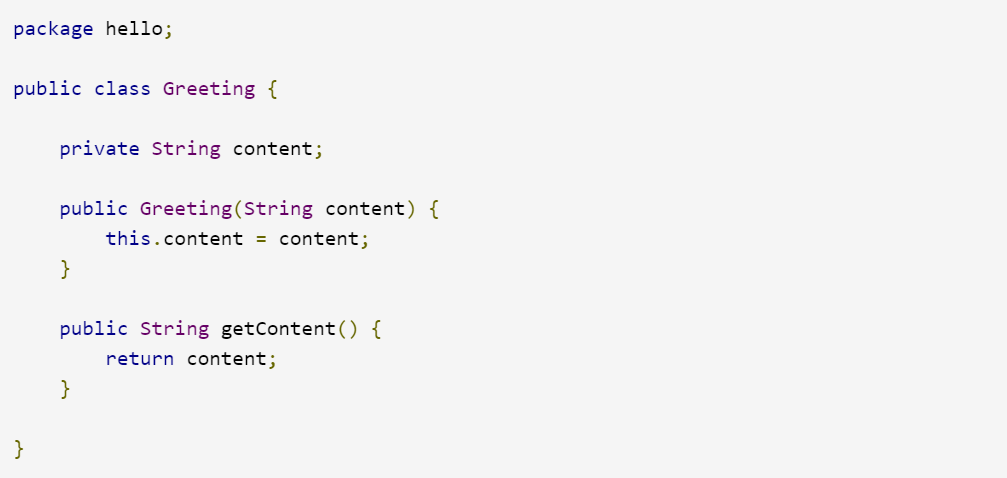 package hello;
public class Greeting {
    private String content;
    public Greeting(String content) {
        this.content = content;
    }
    public String getContent() {
        return content;
    }
}